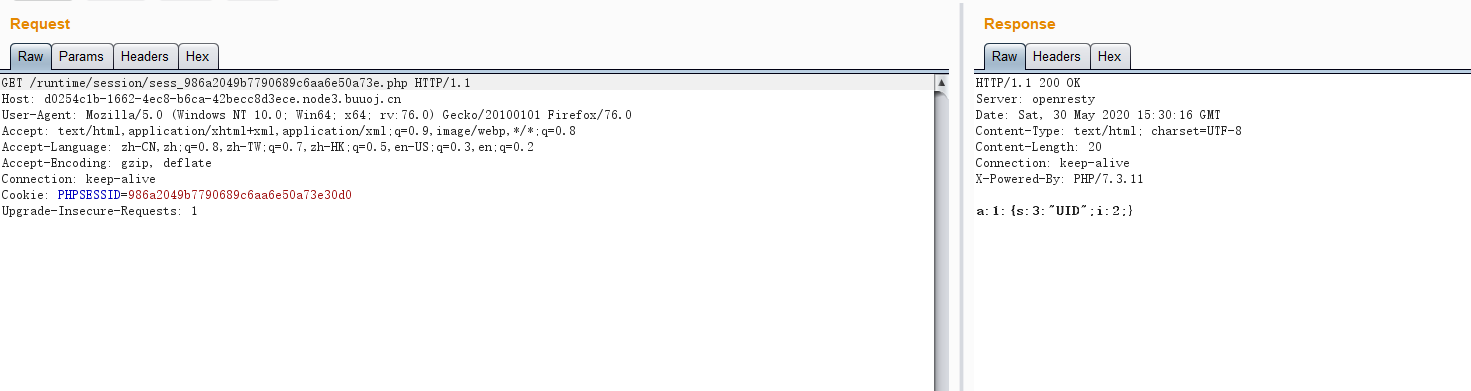 Request
Raw Params Headers Hex
GET /runtime/session/sess_986a2049b7790689c6aa6e50a73e.php HTTP/1.1
Host: d0254c1b-1662-4ec8-b6ca-42becc8d3ece.node3.buuoj.cn
User-Agent: Mozilla/5.0 (Windows NT 10.0; Win64; x64; rv:76.0) Gecko/20100101 Firefox/76.0
Accept: text/html,application/xhtml+xml,application/xml;q=0.9,image/webp,*/*;q=0.8
Accept-Language: zh-CN,zh;q=0.8,zh-TW;q=0.7,zh-HK;q=0.5,en-US;q=0.3,en;q=0.2
Accept-Encoding: gzip, deflate
Connection: keep-alive
Cookie: PHPSESSID=986a2049b7790689c6aa6e50a73e30d0
Upgrade-Insecure-Requests: 1
Response
Raw Headers Hex
HTTP/1.1 200 OK
Server: openresty
Date: Sat, 30 May 2020 15:30:16 GMT
Content-Type: text/html; charset=UTF-8
Content-Length: 20
Connection: keep-alive
X-Powered-By: PHP/7.3.11
a:1:{s:3:"UID";i:2;}